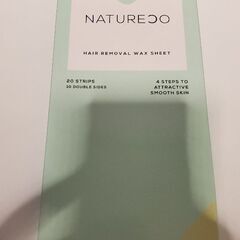 NATURECO
HAIR REMOVAL WAX SHEET
20 STRIPS
10 DOUBLE SIDES
4 STEPS TO
ATTRACTIVE
SMOOTH SKIN